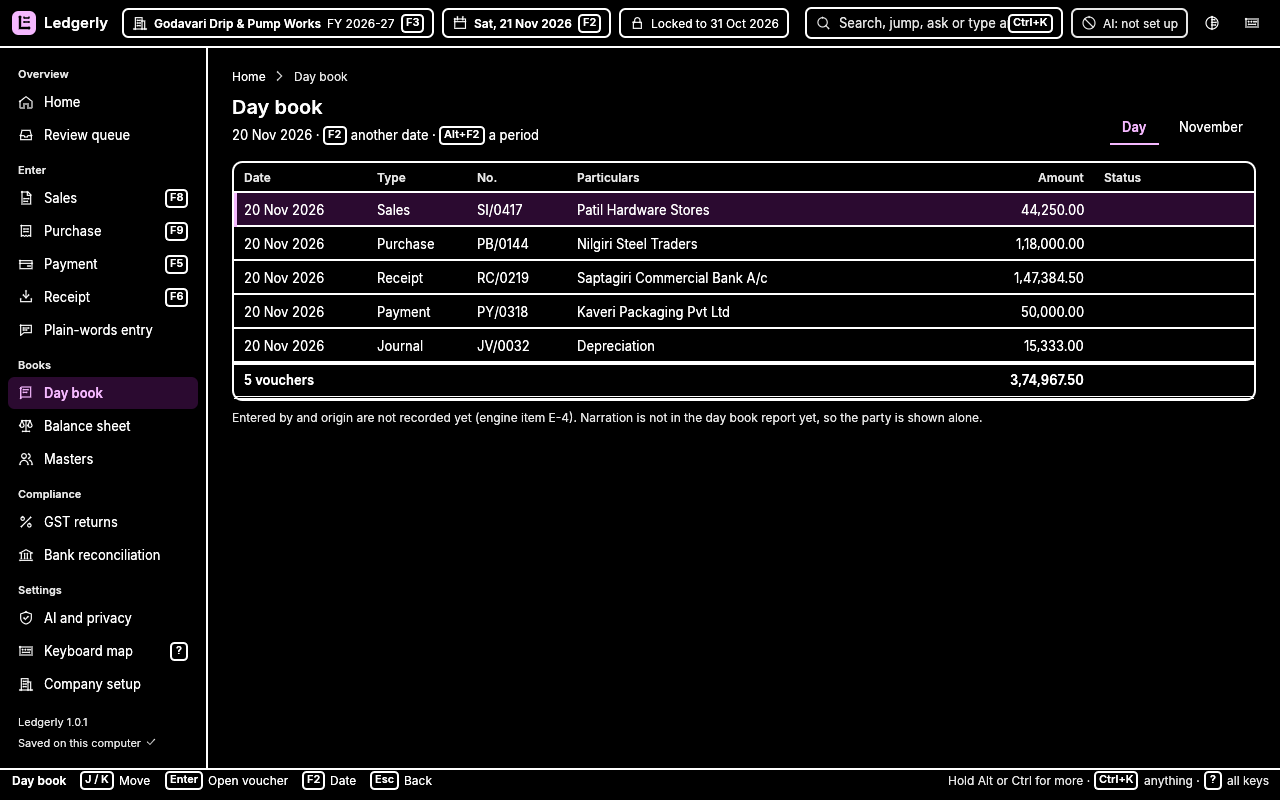 Ledgerly
Godavari Drip & Pump Works FY 2026-27 F3
Sat, 21 Nov 2026 F2
Locked to 31 Oct 2026
Search, jump, ask or type a Ctrl+K
AI: not set up
Overview
Home
Review queue
Enter
Sales F8
Purchase F9
Payment F5
Receipt F6
Plain-words entry
Books
Day book
Balance sheet
Masters
Compliance
GST returns
Bank reconciliation
Settings
AI and privacy
Keyboard map ?
Company setup
Ledgerly 1.0.1
Saved on this computer
Home Day book
Day book
20 Nov 2026 · F2 another date · Alt+F2 a period
Day November
Date Type No. Particulars Amount Status
20 Nov 2026 Sales SI/0417 Patil Hardware Stores 44,250.00
20 Nov 2026 Purchase PB/0144 Nilgiri Steel Traders 1,18,000.00
20 Nov 2026 Receipt RC/0219 Saptagiri Commercial Bank A/c 1,47,384.50
20 Nov 2026 Payment PY/0318 Kaveri Packaging Pvt Ltd 50,000.00
20 Nov 2026 Journal JV/0032 Depreciation 15,333.00
5 vouchers 3,74,967.50
Entered by and origin are not recorded yet (engine item E-4). Narration is not in the day book report yet, so the party is shown alone.
Day book J / K Move Enter Open voucher F2 Date Esc Back
Hold Alt or Ctrl for more · Ctrl+K anything · ? all keys